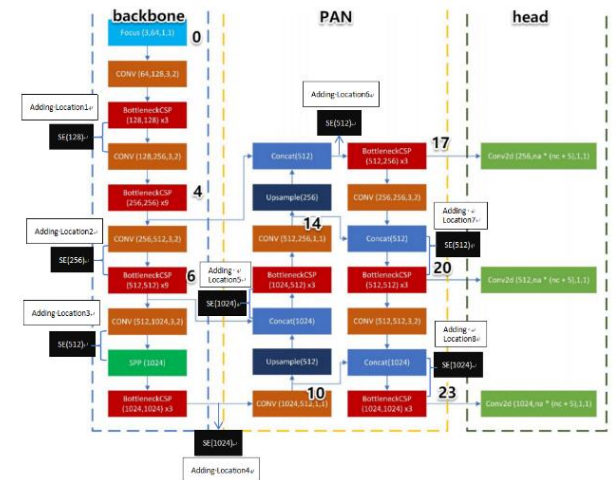 backbone
PAN
head
Focus (3,64,1,1)
0
CONV (64,128,3,2)
Adding·Location1
SE(128)
BottleneckCSP
(128,128) x3
CONV (128,256,3,2)
BottleneckCSP
(256,256) x9
4
Adding·Location2
SE(256)
CONV (256,512,3,2)
BottleneckCSP
(512,512) x9
6
Adding·Location3
SE(512)
CONV (512,1024,3,2)
SPP (1024)
BottleneckCSP
(1024,1024) x3
SE(1024)
Adding·Location4
Adding·Location6
SE(512)
Concat(512)
Upsample(256)
14
CONV (512,256,1,1)
Adding·
Location5
SE(1024)
BottleneckCSP
(1024,512) x3
Concat(1024)
Upsample(512)
10
CONV (1024,512,1,1)
BottleneckCSP
(512,256) x3
17
CONV (256,256,3,2)
Adding·
Location7
SE(512)
Concat(512)
20
BottleneckCSP
(512,512) x3
CONV (512,512,3,2)
Adding·
Location8
SE(1024)
Concat(1024)
23
BottleneckCSP
(1024,1024) x3
Conv2d (256,na * (nc + 5),1,1)
Conv2d (512,na * (nc + 5),1,1)
Conv2d (1024,na * (nc + 5),1,1)